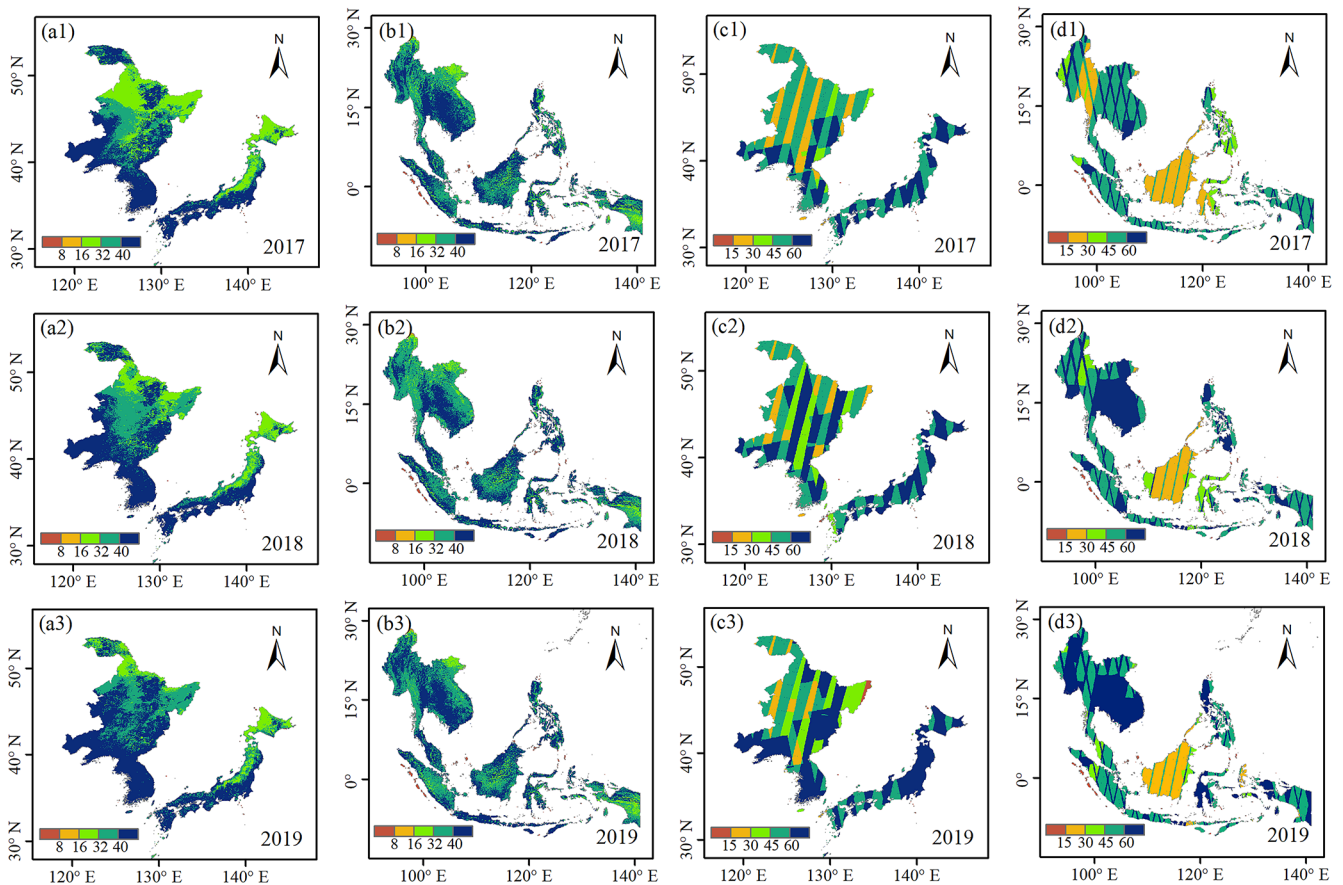 (a1) N
50° N
40° N
30° N
8 16 32 40
2017
120° E 130° E 140° E
(b1) N
30° N
15° N
0°
8 16 32 40
2017
100° E 120° E 140° E
(c1) N
50° N
40° N
30° N
15 30 45 60
2017
120° E 130° E 140° E
(d1) N
30° N
15° N
0°
15 30 45 60
2017
100° E 120° E 140° E
(a2) N
50° N
40° N
30° N
8 16 32 40
2018
120° E 130° E 140° E
(b2) N
30° N
15° N
0°
8 16 32 40
2018
100° E 120° E 140° E
(c2) N
50° N
40° N
30° N
15 30 45 60
2018
120° E 130° E 140° E
(d2) N
30° N
15° N
0°
15 30 45 60
2018
100° E 120° E 140° E
(a3) N
50° N
40° N
30° N
8 16 32 40
2019
120° E 130° E 140° E
(b3) N
30° N
15° N
0°
8 16 32 40
2019
100° E 120° E 140° E
(c3) N
50° N
40° N
30° N
15 30 45 60
2019
120° E 130° E 140° E
(d3) N
30° N
15° N
0°
15 30 45 60
2019
100° E 120° E 140° E